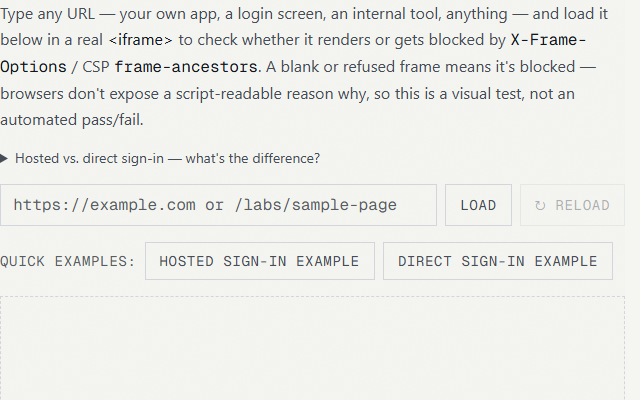 Type any URL — your own app, a login screen, an internal tool, anything — and load it
below in a real <iframe> to check whether it renders or gets blocked by X-Frame-
Options / CSP frame-ancestors. A blank or refused frame means it's blocked —
browsers don't expose a script-readable reason why, so this is a visual test, not an
automated pass/fail.
▶ Hosted vs. direct sign-in — what's the difference?
https://example.com or /labs/sample-page LOAD ↻ RELOAD
QUICK EXAMPLES: HOSTED SIGN-IN EXAMPLE DIRECT SIGN-IN EXAMPLE